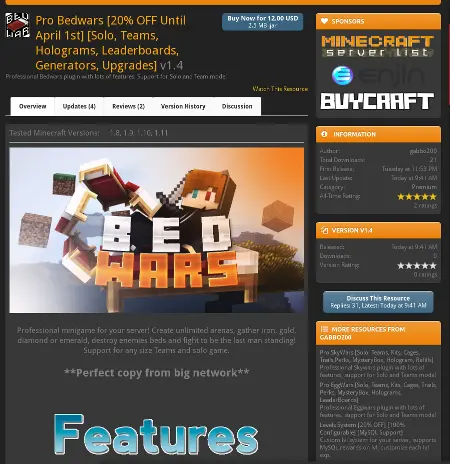 Pro Bedwars [20% OFF Until
April 1st] [Solo, Teams,
Holograms, Leaderboards,
Generators, Upgrades] v1.4
Professional Bedwars plugin with lots of features. Support for Solo and Team mode.
Buy Now for 12.00 USD
2.5 MB .jar
Watch This Resource
Overview
Updates (4)
Reviews (2)
Version History
Discussion
Tested Minecraft Versions: 1.8, 1.9, 1.10, 1.11
BED
WARS
Professional minigame for your server! Create unlimited arenas, gather iron, gold,
diamond or emerald, destroy enemies beds and fight to be the last man standing!
Support for any size Teams and solo game.
**Perfect copy from big network**
Features
SPONSORS
MINECRAFT
SERVER LIST
enjin
BUYCRAFT
INFORMATION
Author: gabbo200
Total Downloads: 21
First Release: Tuesday at 11:53 PM
Last Update: Today at 9:41 AM
Category: Premium
All-Time Rating:
2 ratings
VERSION V1.4
Released: Today at 9:41 AM
Downloads: 0
Version Rating:
0 ratings
Discuss This Resource
Replies: 31, Latest: Today at 9:41 AM
MORE RESOURCES FROM
GABBO200
Pro SkyWars [Solo, Teams, Kits, Cages,
Trails, Perks, MysteryBox, Hologram, Refills]
Professional Skywars plugin with lots of
features, support for Solo and Teams mode!
Pro EggWars [Solo, Teams, Kits, Cages, Trails,
Perks, MysteryBox, Holograms,
Leaderboards]
Professional Eggwars plugin with lots of
features, support for Solo and Teams mode!
Levels System [20% OFF] [100%
Configurable] [MySQL Support]
Custom lvl system for your server, supports
MySQL, rewards on lvl, customize each lvl
exp.